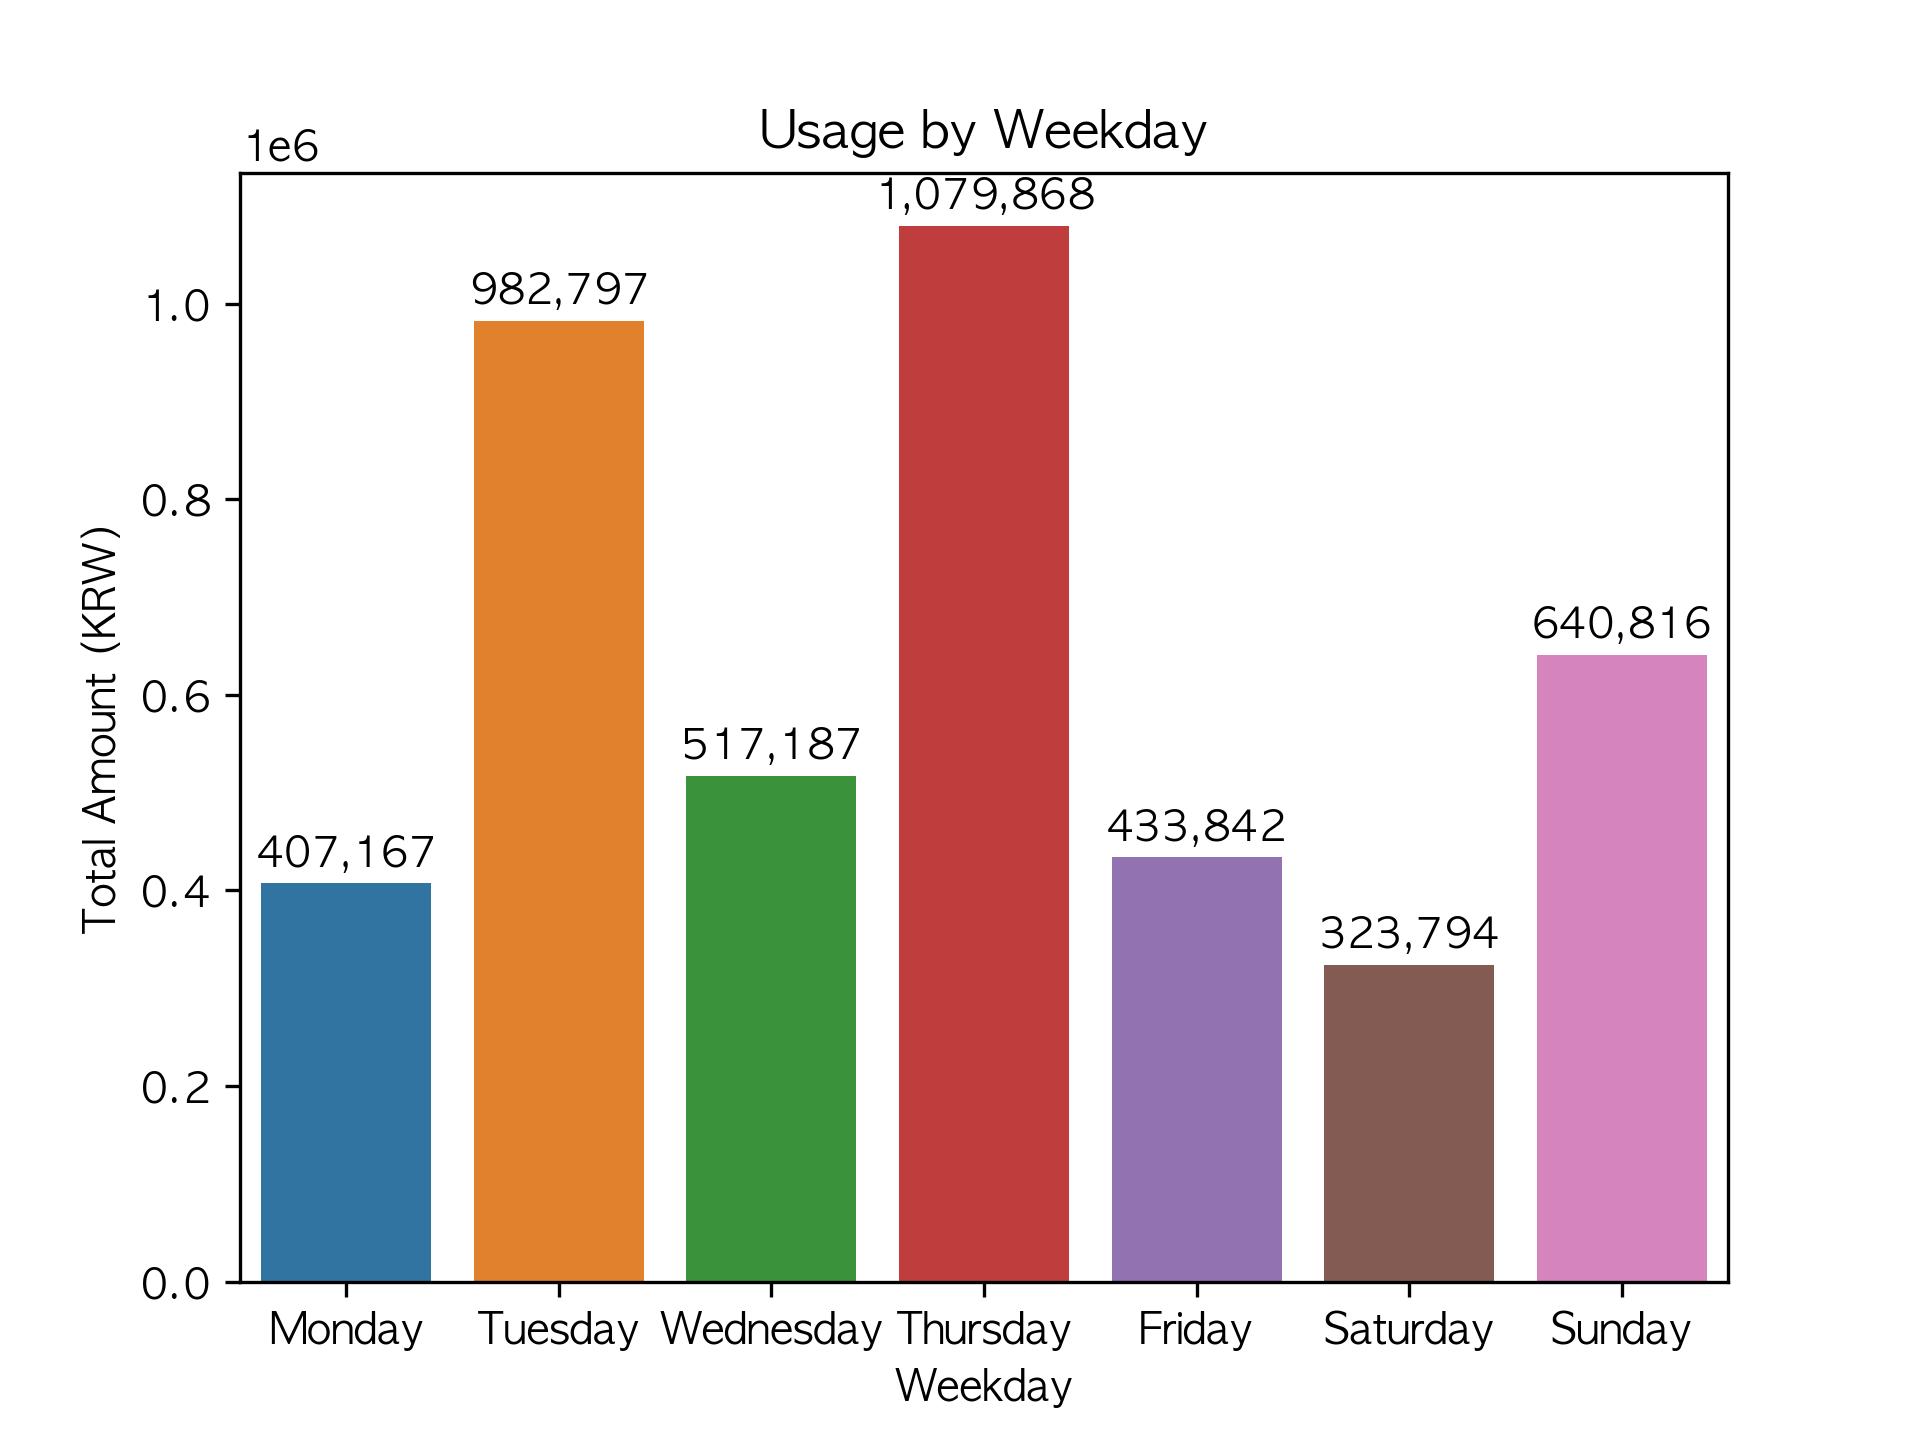 Usage by Weekday
1e6
1,079,868
982,797
1.0
0.8
640,816
0.6
517,187
433,842
407,167
0.4
323,794
0.2
0.0
Total Amount (KRW)
Monday Tuesday Wednesday Thursday Friday Saturday Sunday
Weekday